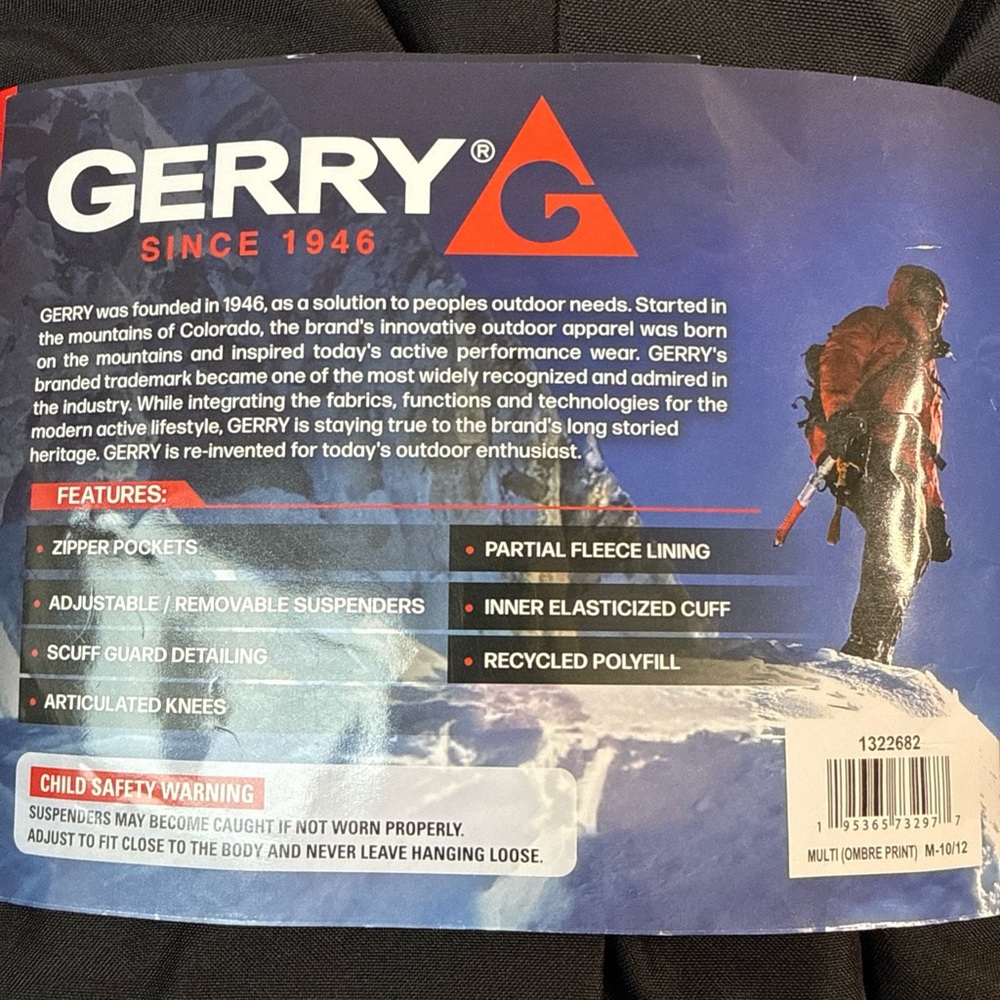 GERRY®
SINCE 1946
GERRY was founded in 1946, as a solution to peoples outdoor needs. Started in
the mountains of Colorado, the brand's innovative outdoor apparel was born
on the mountains and inspired today's active performance wear. GERRY's
branded trademark became one of the most widely recognized and admired in
the industry. While integrating the fabrics, functions and technologies for the
modern active lifestyle, GERRY is staying true to the brand's long storied
heritage. GERRY is re-invented for today's outdoor enthusiast.
FEATURES:
• ZIPPER POCKETS
• ADJUSTABLE / REMOVABLE SUSPENDERS
• SCUFF GUARD DETAILING
• ARTICULATED KNEES
• PARTIAL FLEECE LINING
• INNER ELASTICIZED CUFF
• RECYCLED POLYFILL
CHILD SAFETY WARNING
SUSPENDERS MAY BECOME CAUGHT IF NOT WORN PROPERLY.
ADJUST TO FIT CLOSE TO THE BODY AND NEVER LEAVE HANGING LOOSE.
1322682
1 95365 73297 7
MULTI (OMBRE PRINT) M-10/12